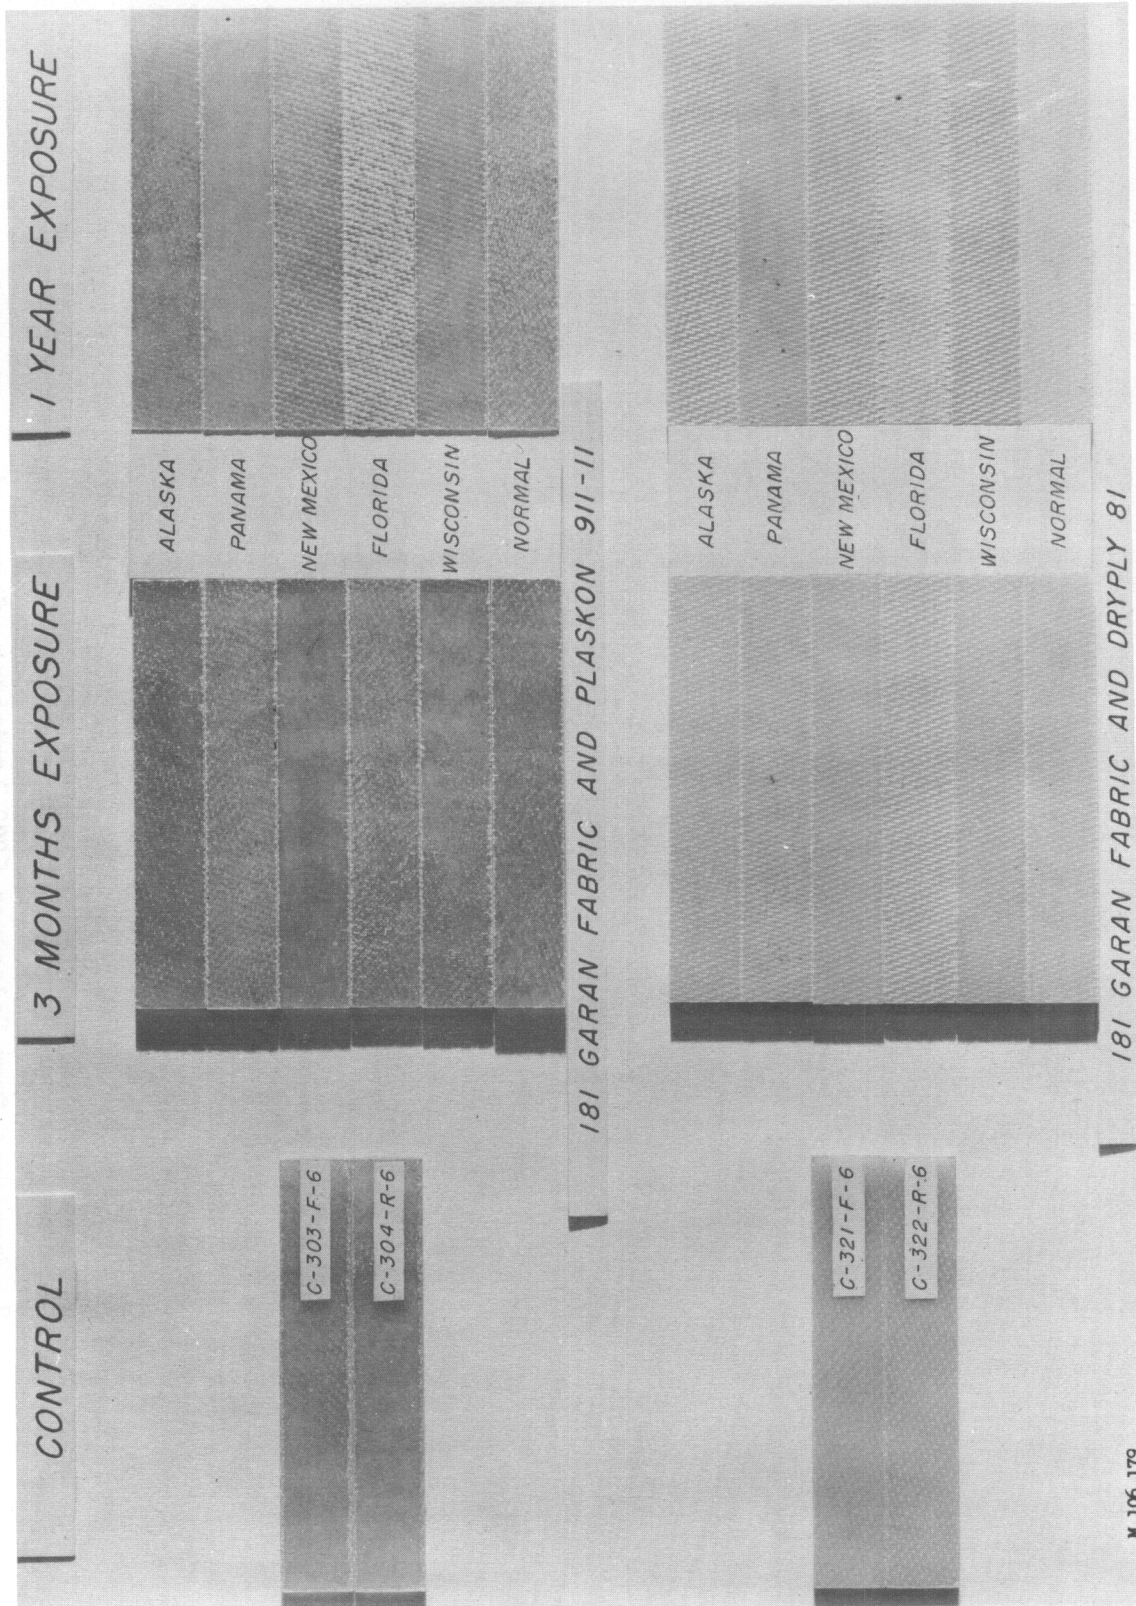 CONTROL
3 MONTHS EXPOSURE
1 YEAR EXPOSURE
C-303-F-6
C-304-R-6
ALASKA
PANAMA
NEW MEXICO
FLORIDA
WISCONSIN
NORMAL
181 GARAN FABRIC AND PLASKON 911-11
C-321-F-6
C-322-R-6
ALASKA
PANAMA
NEW MEXICO
FLORIDA
WISCONSIN
NORMAL
181 GARAN FABRIC AND DRYPLY 81
M 106 179